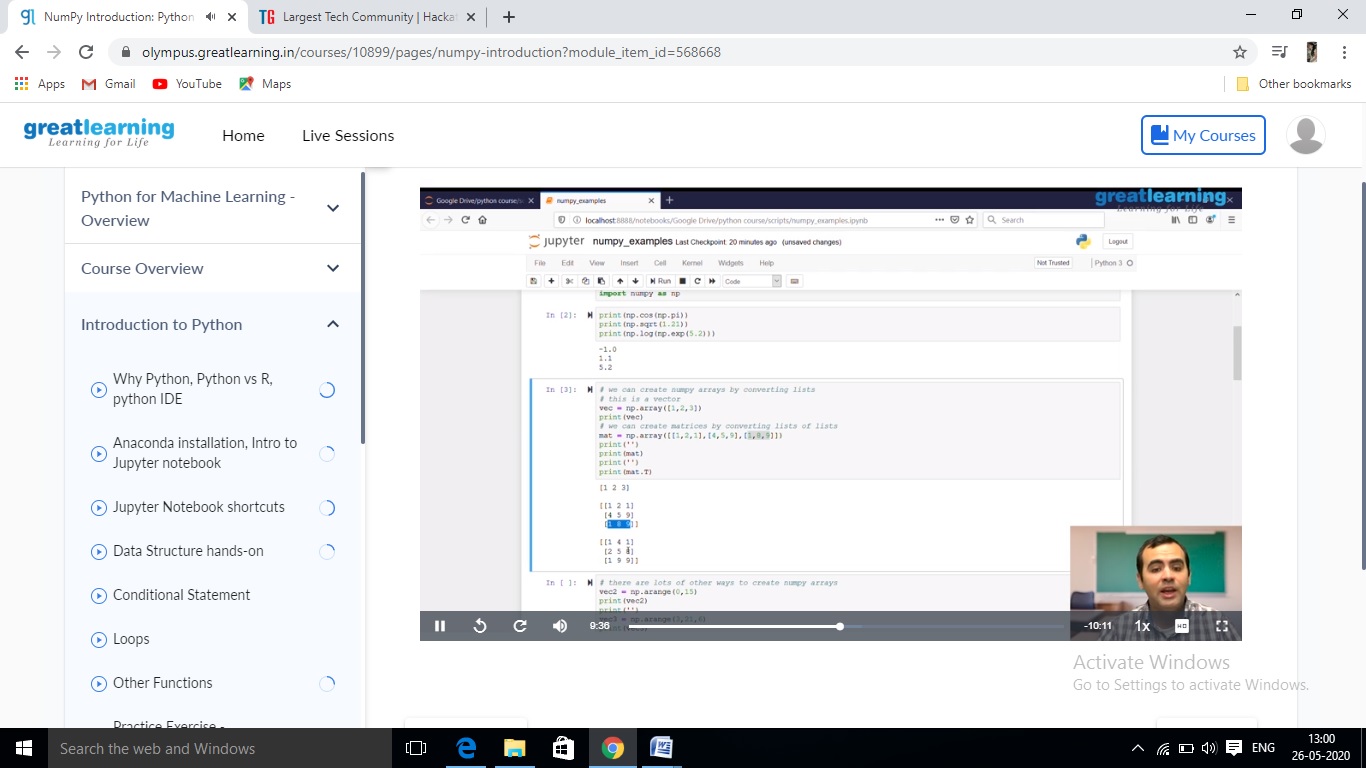 NumPy Introduction: Python
Largest Tech Community | Hacka
olympus.greatlearning.in/courses/10899/pages/numpy-introduction?module_item_id=568668
Apps
Gmail
YouTube
Maps
Other bookmarks
greatlearning
Learning for Life
Home
Live Sessions
My Courses
Python for Machine Learning -
Overview
Course Overview
Introduction to Python
Why Python, Python vs R,
python IDE
Anaconda installation, Intro to
Jupyter notebook
Jupyter Notebook shortcuts
Data Structure hands-on
Conditional Statement
Loops
Other Functions
Practice Exercise -
Google Drive/python course/s
numpy_examples
greatlearning
Learning for Life
localhost:8888/notebooks/Google Drive/python course/scripts/numpy_examples.ipynb
Search
jupyter numpy_examples Last Checkpoint: 20 minutes ago (unsaved changes)
Logout
File Edit View Insert Cell Kernel Widgets Help
Not Trusted
Python 3
Run
Code
import numpy as np
In [2]:
print(np.cos(np.pi))
print(np.sqrt(1.21))
print(np.log(np.exp(5.2)))
-1.0
1.1
5.2
In [3]:
# we can create numpy arrays by converting lists
# this is a vector
vec = np.array([1,2,3])
print(vec)
# we can create matrices by converting lists of lists
mat = np.array([[1,2,1],[4,5,9],[1,8,9]])
print('')
print(mat)
print('')
print(mat.T)
[1 2 3]
[[1 2 1]
[4 5 9]
[1 8 9]]
[[1 4 1]
[2 5 8]
[1 9 9]]
In [ ]:
# there are lots of other ways to create numpy arrays
vec2 = np.arange(0,15)
print(vec2)
print('')
vec3 = np.arange(3,21,6)
9:36
-10:11
1x
HD
Activate Windows
Go to Settings to activate Windows.
Search the web and Windows
ENG
13:00
26-05-2020